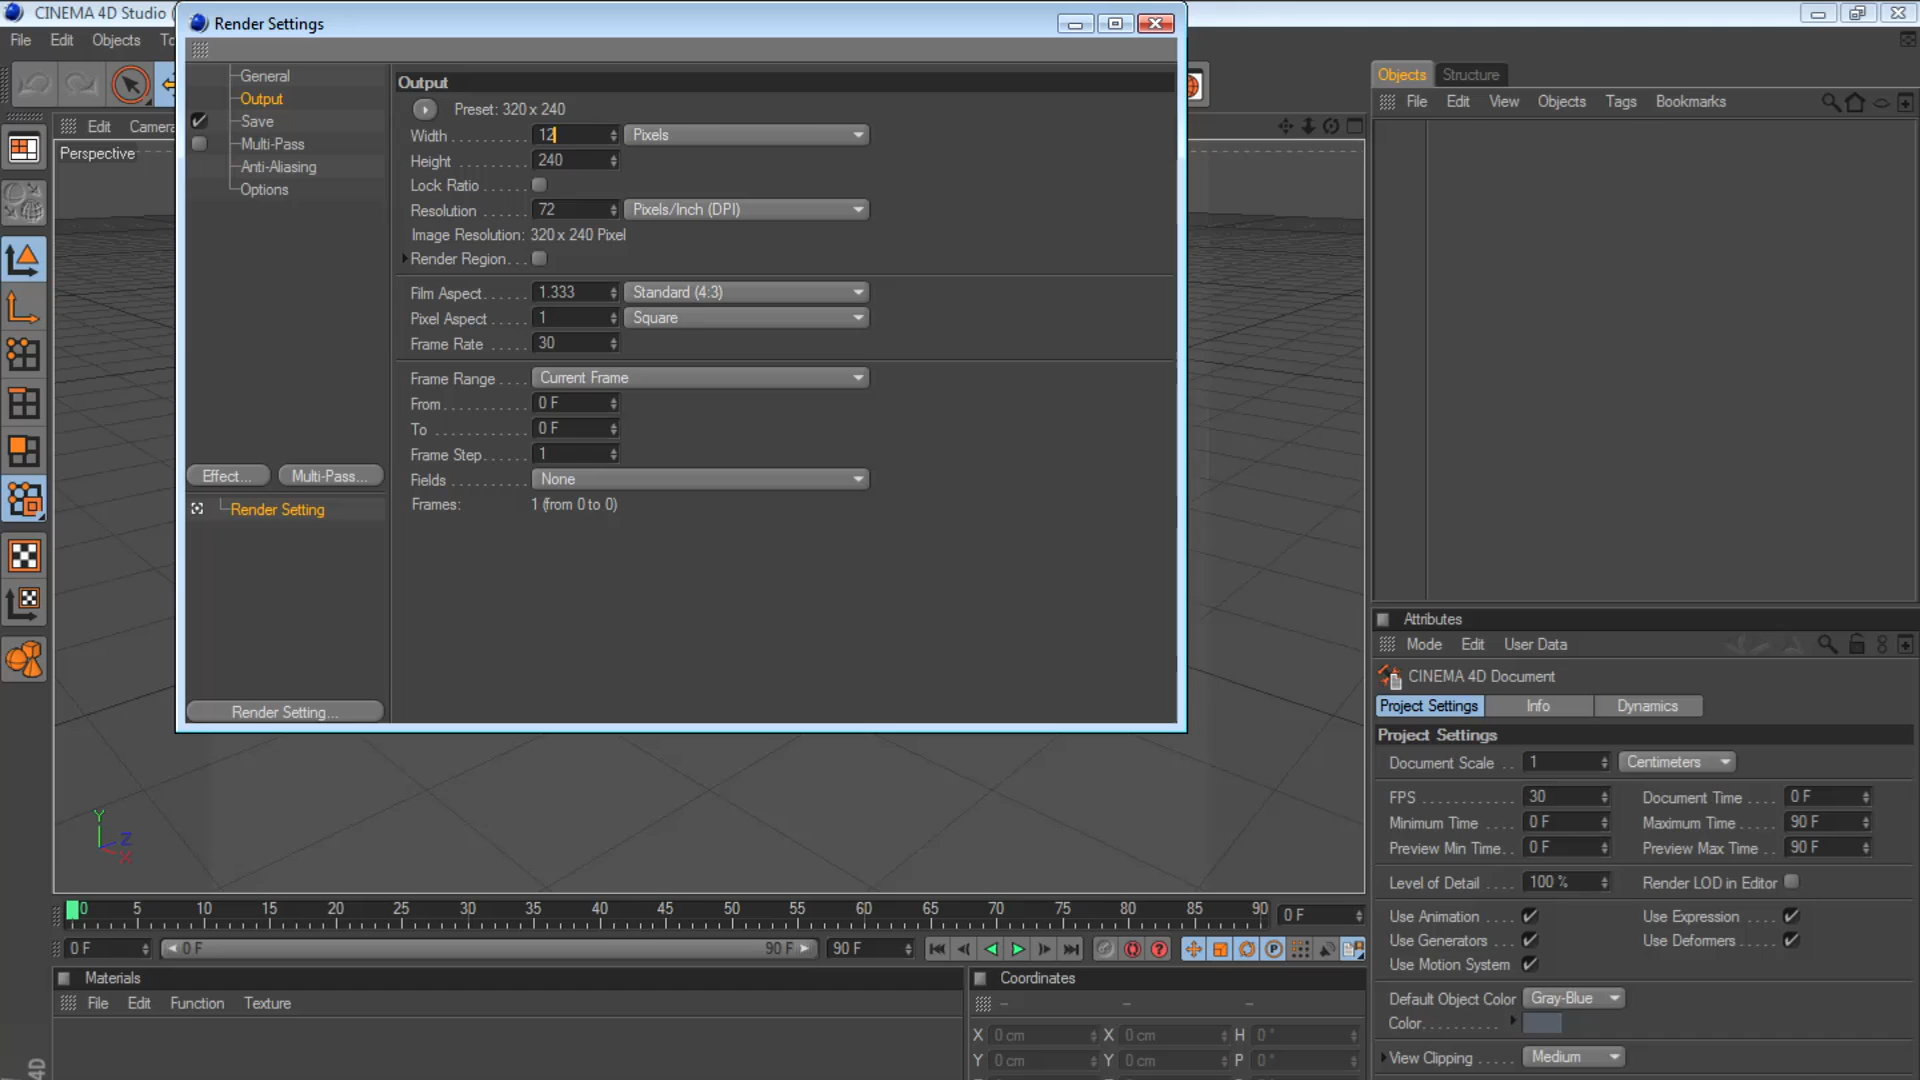 CINEMA 4D Studio (
File Edit Objects To
Render Settings
General
Output
Save
Multi-Pass
Anti-Aliasing
Options
Effect...
Multi-Pass...
Render Setting
Render Setting...
Output
Preset: 320 x 240
Width 12 Pixels
Height 240
Lock Ratio
Resolution 72 Pixels/Inch (DPI)
Image Resolution: 320 x 240 Pixel
Render Region
Film Aspect 1.333 Standard (4:3)
Pixel Aspect 1 Square
Frame Rate 30
Frame Range Current Frame
From 0 F
To 0 F
Frame Step 1
Fields None
Frames: 1 (from 0 to 0)
Edit Camera
Perspective
Y
Z
X
Objects Structure
File Edit View Objects Tags Bookmarks
Attributes
Mode Edit User Data
CINEMA 4D Document
Project Settings Info Dynamics
Project Settings
Document Scale 1 Centimeters
FPS 30 Document Time 0 F
Minimum Time 0 F Maximum Time 90 F
Preview Min Time 0 F Preview Max Time 90 F
Level of Detail 100 % Render LOD in Editor
Use Animation Use Expression
Use Generators Use Deformers
Use Motion System
Default Object Color Gray-Blue
Color
View Clipping Medium
0 5 10 15 20 25 30 35 40 45 50 55 60 65 70 75 80 85 90 0 F
0 F 0 F 90 F 90 F
Materials
File Edit Function Texture
Coordinates
X 0 cm X 0 cm H 0 °
Y 0 cm Y 0 cm P 0 °
4D